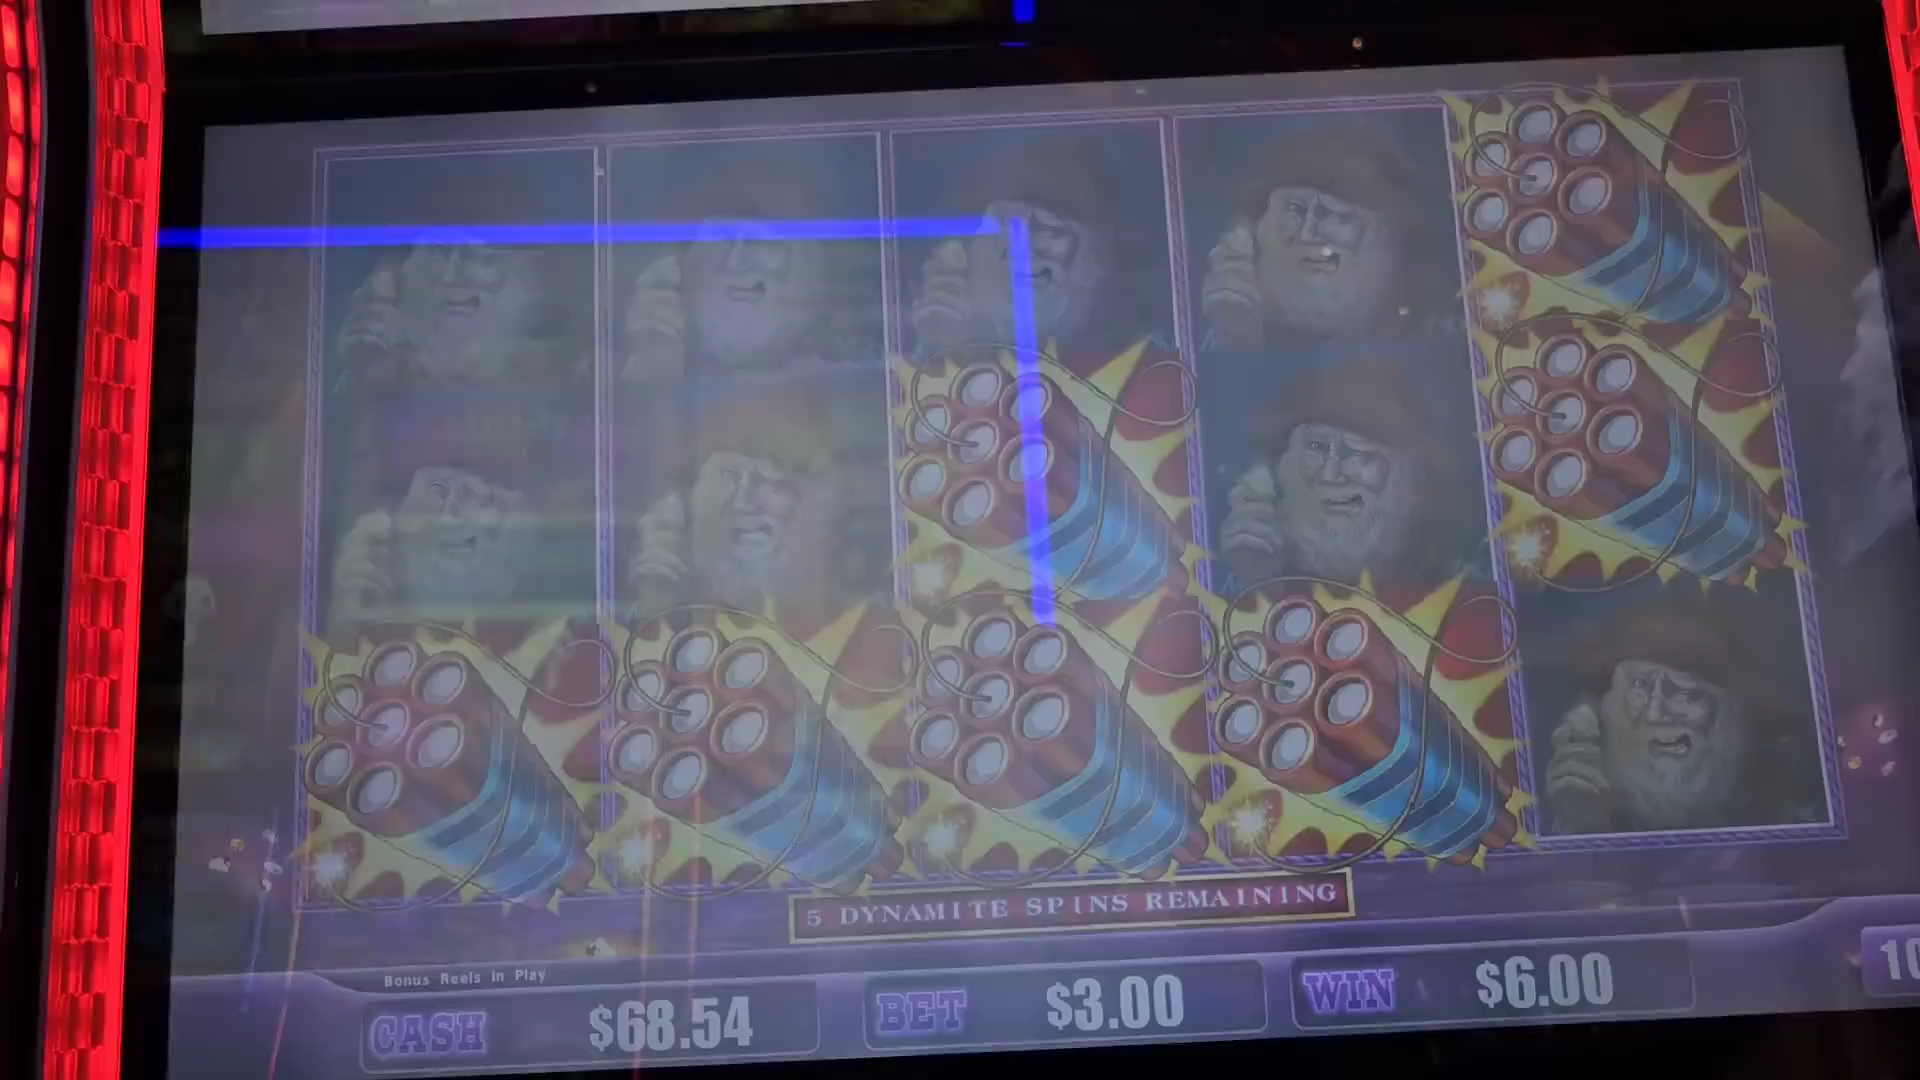 5 DYNAMITE SPINS REMAINING
Bonus Reels In Play
CASH $68.54 BET $3.00 WIN $6.00